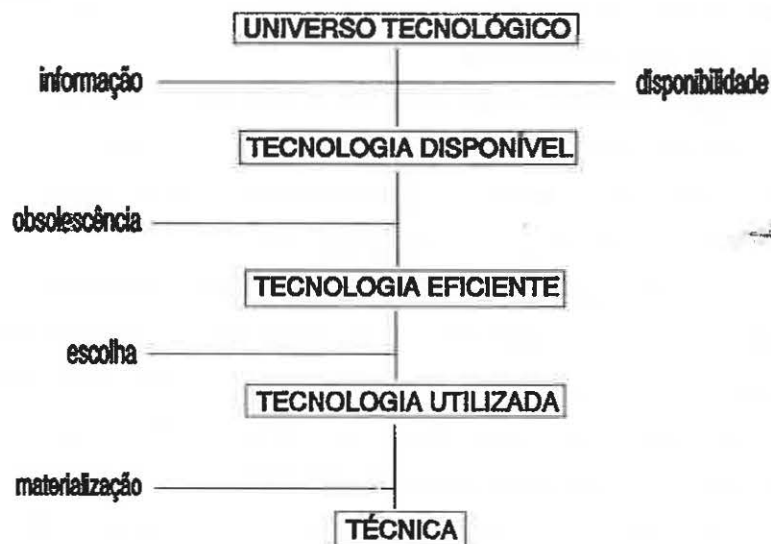 UNIVERSO TECNOLÓGICO
informação
disponibilidade
TECNOLOGIA DISPONÍVEL
obsolescência
TECNOLOGIA EFICIENTE
escolha
TECNOLOGIA UTILIZADA
materialização
TÉCNICA